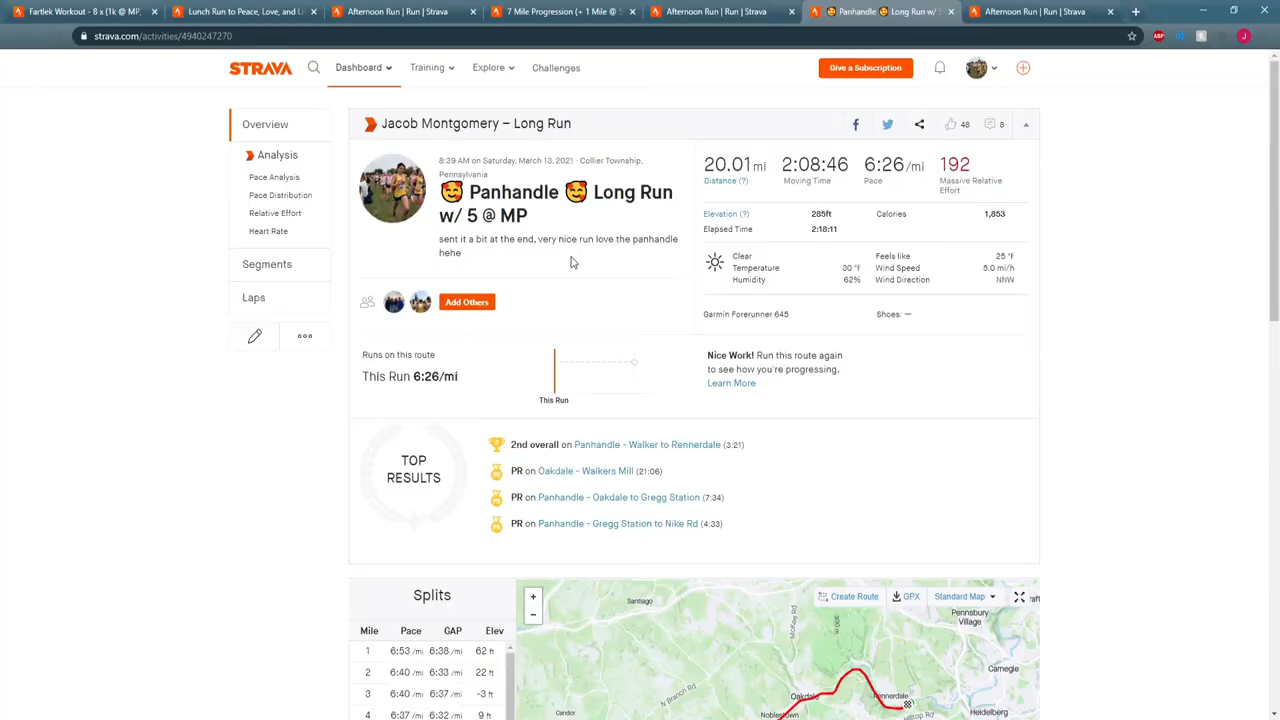 Fartlek Workout - 8 x (1k @ MP,
Lunch Run to Peace, Love, and L
Afternoon Run | Run | Strava
7 Mile Progression (+ 1 Mile @ 5
Afternoon Run | Run | Strava
🥰 Panhandle 🥰 Long Run w/ 5
Afternoon Run | Run | Strava
strava.com/activities/4940247270
STRAVA
Dashboard
Training
Explore
Challenges
Give a Subscription
Overview
Analysis
Pace Analysis
Pace Distribution
Relative Effort
Heart Rate
Segments
Laps
Jacob Montgomery – Long Run
48
8
8:39 AM on Saturday, March 13, 2021 · Collier Township,
Pennsylvania
🥰 Panhandle 🥰 Long Run
w/ 5 @ MP
sent it a bit at the end, very nice run love the panhandle
hehe
Add Others
20.01mi
Distance (?)
2:08:46
Moving Time
6:26/mi
Pace
192
Massive Relative
Effort
Elevation (?) 285ft Calories 1,853
Elapsed Time 2:18:11
Clear
Temperature 30 °F
Humidity 62%
Feels like 25 °F
Wind Speed 5.0 mi/h
Wind Direction NNW
Garmin Forerunner 645 Shoes: —
Runs on this route
This Run 6:26/mi
This Run
Nice Work! Run this route again
to see how you're progressing.
Learn More
TOP
RESULTS
2nd overall on Panhandle - Walker to Rennerdale (3:21)
PR on Oakdale - Walkers Mill (21:06)
PR on Panhandle - Oakdale to Gregg Station (7:34)
PR on Panhandle - Gregg Station to Nike Rd (4:33)
Splits
Mile Pace GAP Elev
1 6:53 /mi 6:38 /mi 62 ft
2 6:40 /mi 6:33 /mi 22 ft
3 6:40 /mi 6:37 /mi -3 ft
4 6:37 /mi 6:32 /mi 9 ft
+
−
Create Route
GPX
Standard Map
Santiago
McKee Rd
Pennsbury
Village
Carnegie
N Branch Rd
Oakdale
Rennerdale
Noblestown
Candor
Hilltop Rd
Heidelberg